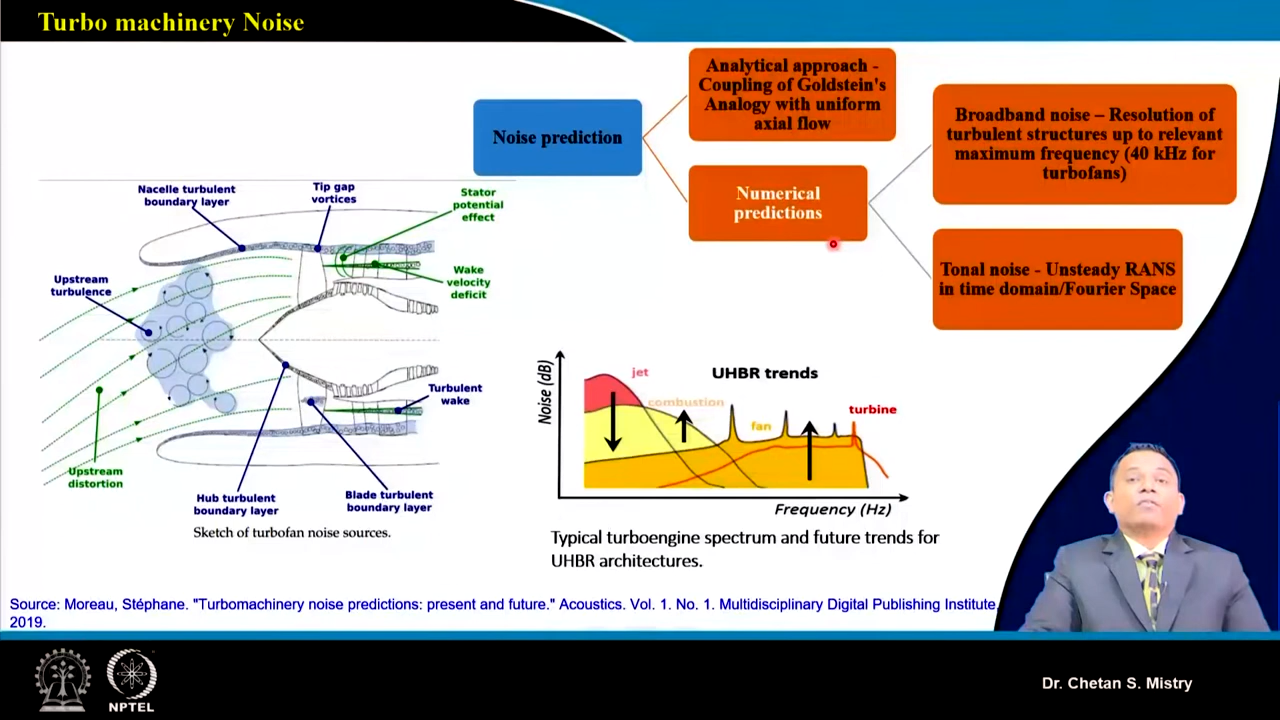 Turbo machinery Noise
Noise prediction
Analytical approach -
Coupling of Goldstein's
Analogy with uniform
axial flow
Numerical
predictions
Broadband noise – Resolution of
turbulent structures up to relevant
maximum frequency (40 kHz for
turbofans)
Tonal noise - Unsteady RANS
in time domain/Fourier Space
Nacelle turbulent
boundary layer
Tip gap
vortices
Stator
potential
effect
Wake
velocity
deficit
Upstream
turbulence
Turbulent
wake
Upstream
distortion
Hub turbulent
boundary layer
Blade turbulent
boundary layer
Sketch of turbofan noise sources.
Noise (dB)
jet
UHBR trends
combustion
fan
turbine
Frequency (Hz)
Typical turboengine spectrum and future trends for
UHBR architectures.
Source: Moreau, Stéphane. "Turbomachinery noise predictions: present and future." Acoustics. Vol. 1. No. 1. Multidisciplinary Digital Publishing Institute,
2019.
NPTEL
Dr. Chetan S. Mistry